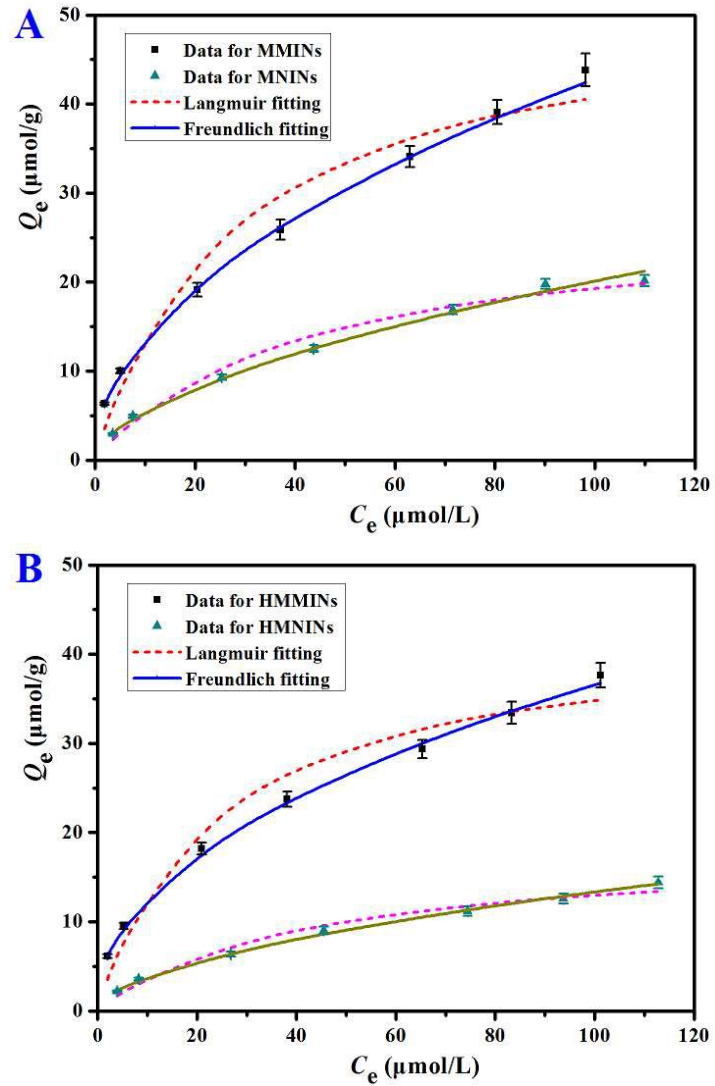 A
50
40
30
20
10
0
Qe (μmol/g)
Data for MMINs
Data for MNINs
Langmuir fitting
Freundlich fitting
0 20 40 60 80 100 120
Ce (μmol/L)
B
50
40
30
20
10
0
Qe (μmol/g)
Data for HMMINs
Data for HMNINs
Langmuir fitting
Freundlich fitting
0 20 40 60 80 100 120
Ce (μmol/L)